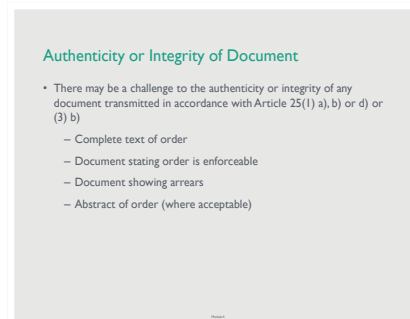 Authenticity or Integrity of Document
• There may be a challenge to the authenticity or integrity of any
document transmitted in accordance with Article 25(1) a), b) or d) or
(3) b)
– Complete text of order
– Document stating order is enforceable
– Document showing arrears
– Abstract of order (where acceptable)